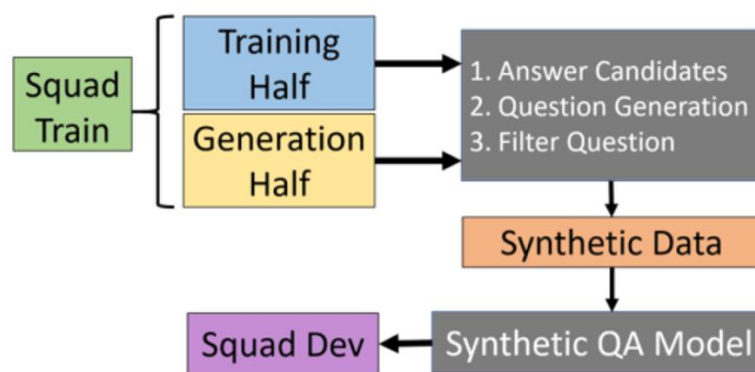 Squad
Train
Training
Half
Generation
Half
1. Answer Candidates
2. Question Generation
3. Filter Question
Synthetic Data
Synthetic QA Model
Squad Dev